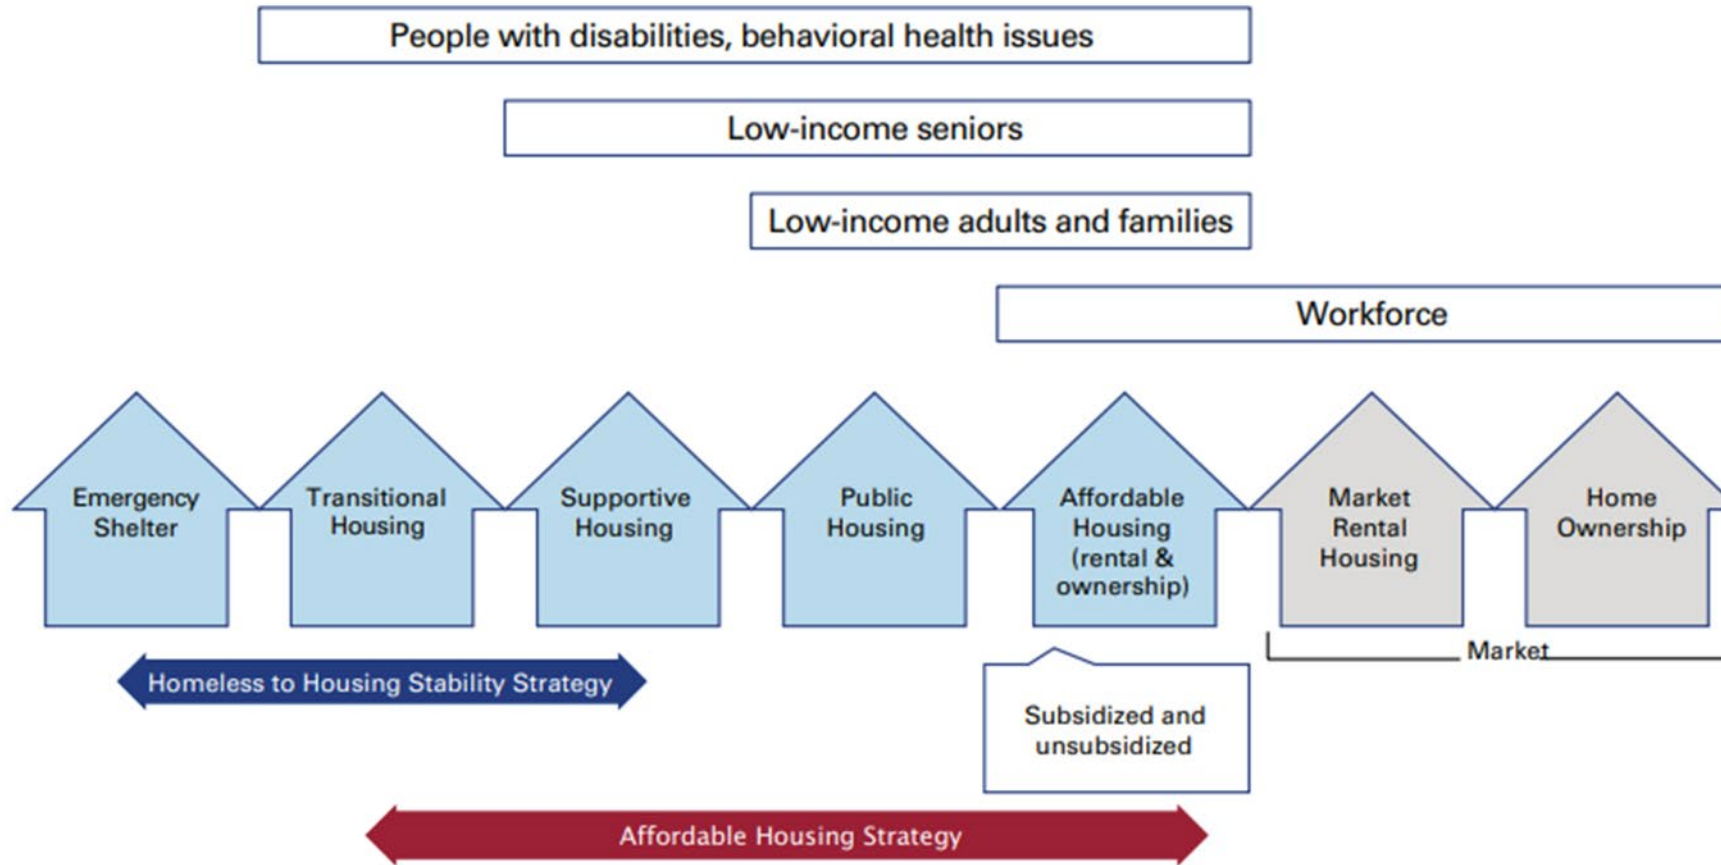 People with disabilities, behavioral health issues
Low-income seniors
Low-income adults and families
Workforce
Emergency
Shelter
Transitional
Housing
Supportive
Housing
Public
Housing
Affordable
Housing
(rental &
ownership)
Market
Rental
Housing
Home
Ownership
Market
Homeless to Housing Stability Strategy
Subsidized and
unsubsidized
Affordable Housing Strategy